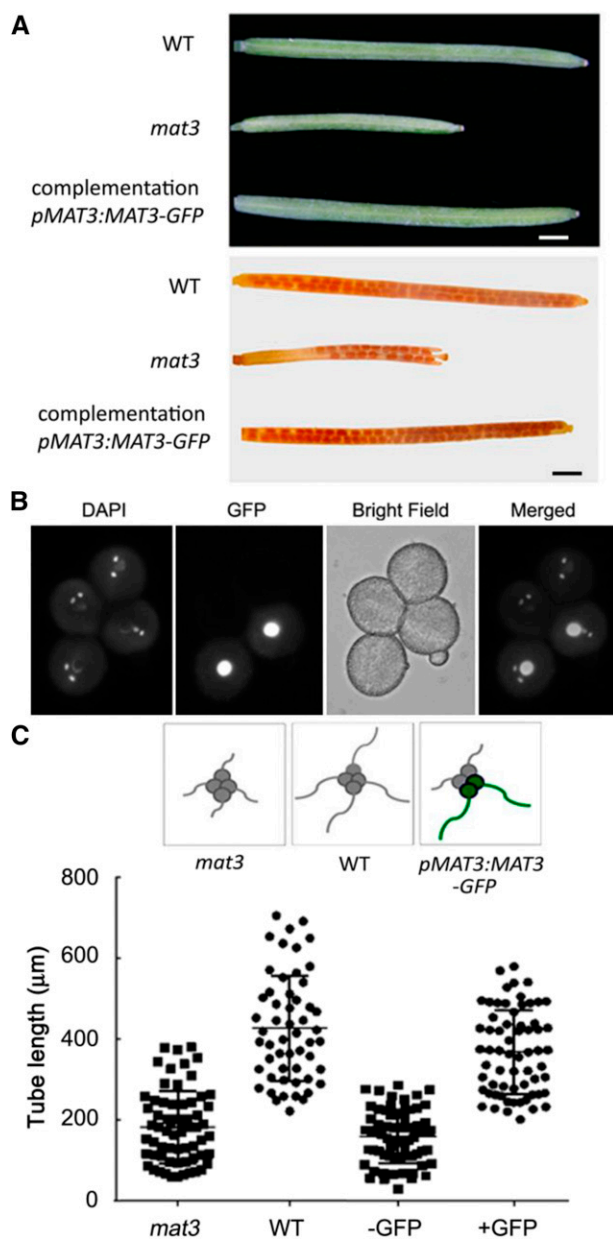 A
WT
mat3
complementation
pMAT3:MAT3-GFP
WT
mat3
complementation
pMAT3:MAT3-GFP
B
DAPI GFP Bright Field Merged
C
mat3 WT pMAT3:MAT3
-GFP
800
600
400
200
0
Tube length (µm)
mat3 WT -GFP +GFP